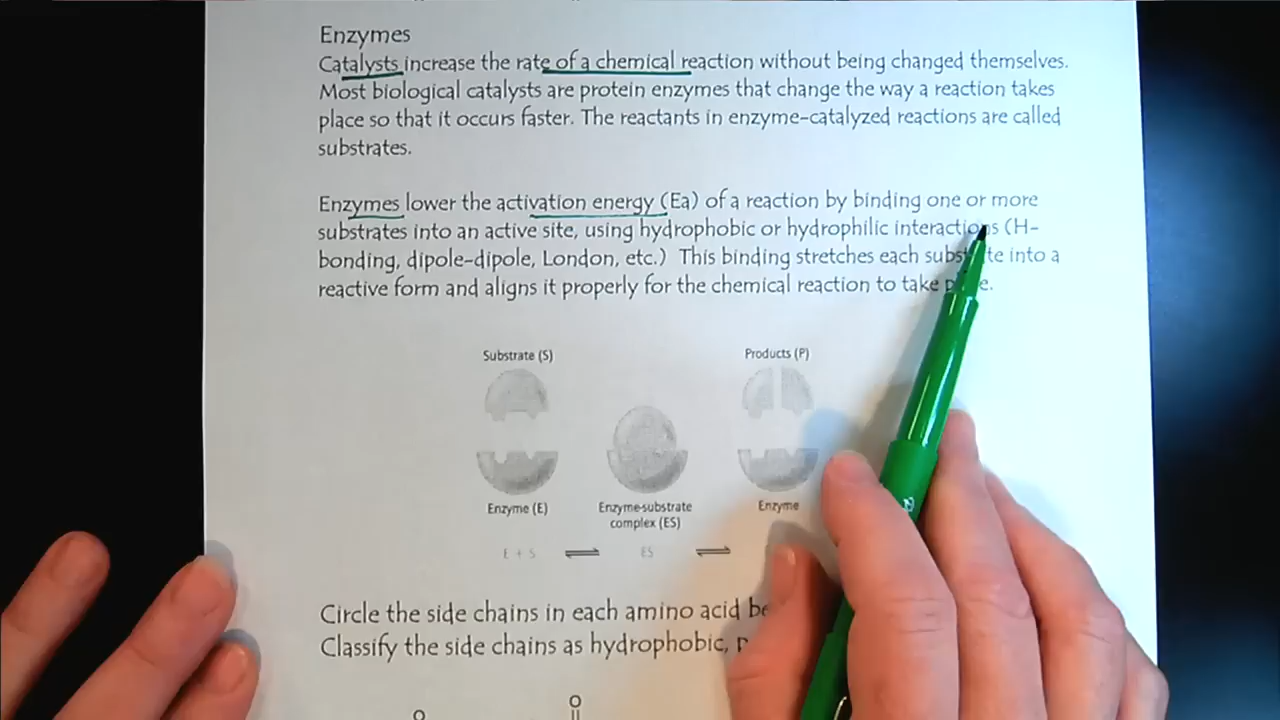 Enzymes
Catalysts increase the rate of a chemical reaction without being changed themselves.
Most biological catalysts are protein enzymes that change the way a reaction takes
place so that it occurs faster. The reactants in enzyme-catalyzed reactions are called
substrates.
Enzymes lower the activation energy (Ea) of a reaction by binding one or more
substrates into an active site, using hydrophobic or hydrophilic interactions (H-
bonding, dipole-dipole, London, etc.) This binding stretches each substrate into a
reactive form and aligns it properly for the chemical reaction to take place.
Substrate (S)
Products (P)
Enzyme (E)
Enzyme-substrate
complex (ES)
Enzyme
E + S ⇌ ES ⇌
Circle the side chains in each amino acid
Classify the side chains as hydrophobic,
O
O